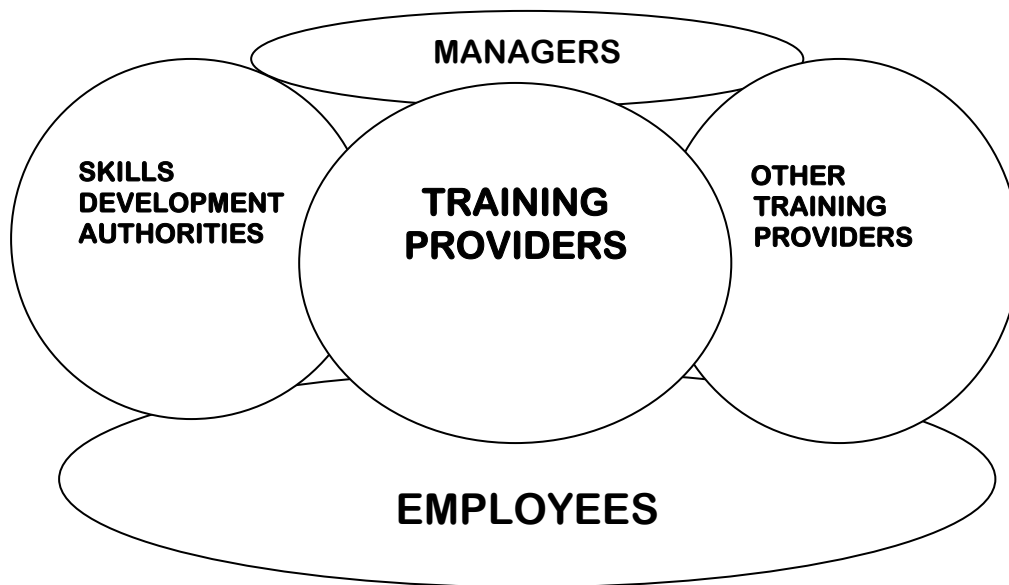 MANAGERS
SKILLS
DEVELOPMENT
AUTHORITIES
TRAINING
PROVIDERS
OTHER
TRAINING
PROVIDERS
EMPLOYEES